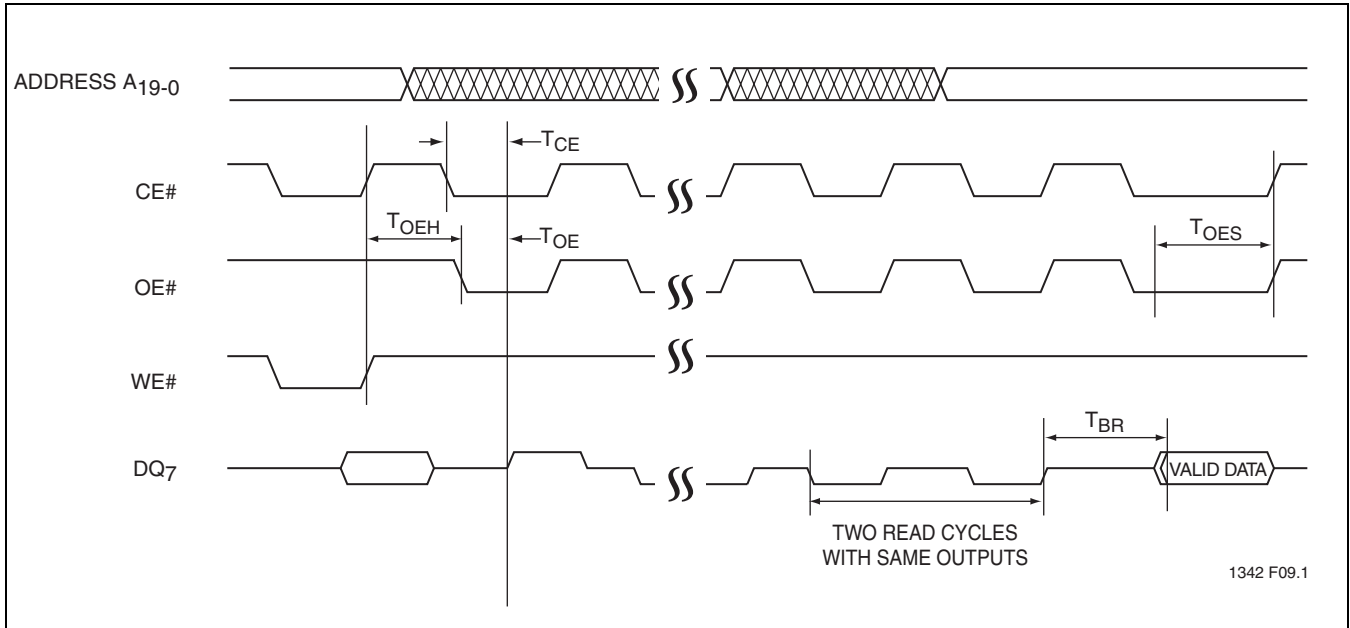 ADDRESS A19-0
TCE
CE#
TOEH
TOE
TOES
OE#
WE#
TBR
DQ7
VALID DATA
TWO READ CYCLES
WITH SAME OUTPUTS
1342 F09.1